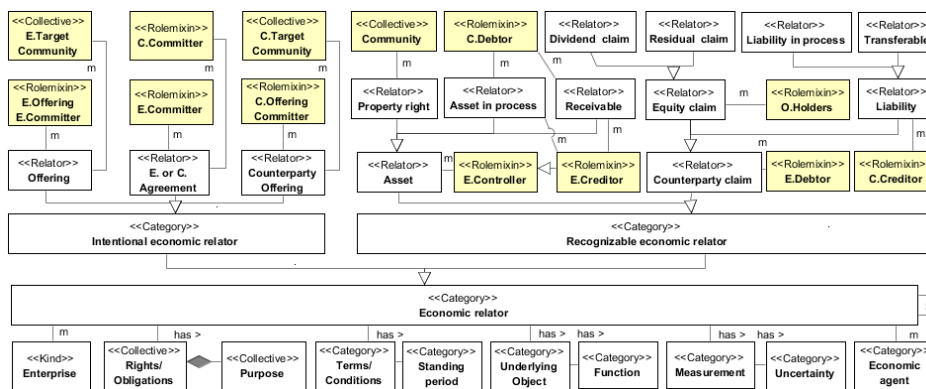 <<Collective>>
E.Target
Community
<<Rolemixin>>
C.Committer
<<Collective>>
C.Target
Community
<<Collective>>
Community
<<Rolemixin>>
C.Debtor
<<Relator>>
Dividend claim
<<Relator>>
Residual claim
<<Relator>>
Liability in process
<<Relator>>
Transferable
m
m
m
m
m
m
<<Rolemixin>>
E.Offering
E.Committer
<<Rolemixin>>
E.Committer
<<Rolemixin>>
C.Offering
Committer
<<Relator>>
Property right
<<Relator>>
Asset in process
<<Relator>>
Receivable
<<Relator>>
Equity claim
m
<<Rolemixin>>
O.Holders
<<Relator>>
Liability
m
m
m
m
m
m
m
<<Relator>>
Offering
<<Relator>>
E. or C.
Agreement
<<Relator>>
Counterparty
Offering
<<Relator>>
Asset
m
<<Rolemixin>>
E.Controller
<<Rolemixin>>
E.Creditor
<<Relator>>
Counterparty claim
<<Rolemixin>>
E.Debtor
<<Rolemixin>>
C.Creditor
<<Category>>
Intentional economic relator
<<Category>>
Recognizable economic relator
<<Category>>
Economic relator
m
has >
has >
has >
has >
has >
has >
m
<<Kind>>
Enterprise
<<Collective>>
Rights/
Obligations
<<Collective>>
Purpose
<<Category>>
Terms/
Conditions
<<Category>>
Standing
period
<<Category>>
Underlying
Object
<<Category>>
Function
<<Category>>
Measurement
<<Category>>
Uncertainty
<<Category>>
Economic
agent